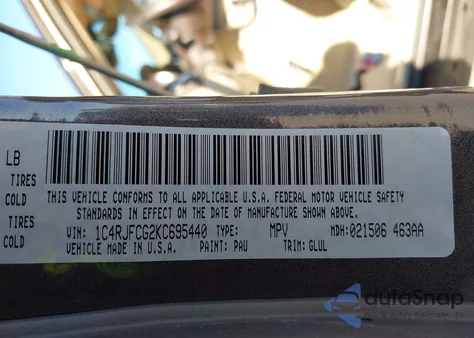 LB
TIRES
COLD
TIRES
COLD
THIS VEHICLE CONFORMS TO ALL APPLICABLE U.S.A. FEDERAL MOTOR VEHICLE SAFETY
STANDARDS IN EFFECT ON THE DATE OF MANUFACTURE SHOWN ABOVE.
VIN: 1C4RJFCG2KC695440 TYPE: MPV MDH:021506 463AA
VEHICLE MADE IN U.S.A. PAINT: PAU TRIM: GLUL
autoSnap